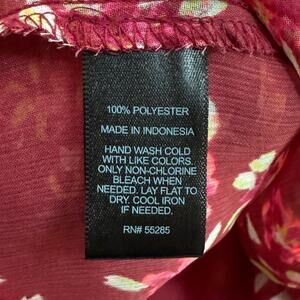 100% POLYESTER
MADE IN INDONESIA
HAND WASH COLD
WITH LIKE COLORS.
ONLY NON-CHLORINE
BLEACH WHEN
NEEDED. LAY FLAT TO
DRY. COOL IRON
IF NEEDED.
RN# 55285